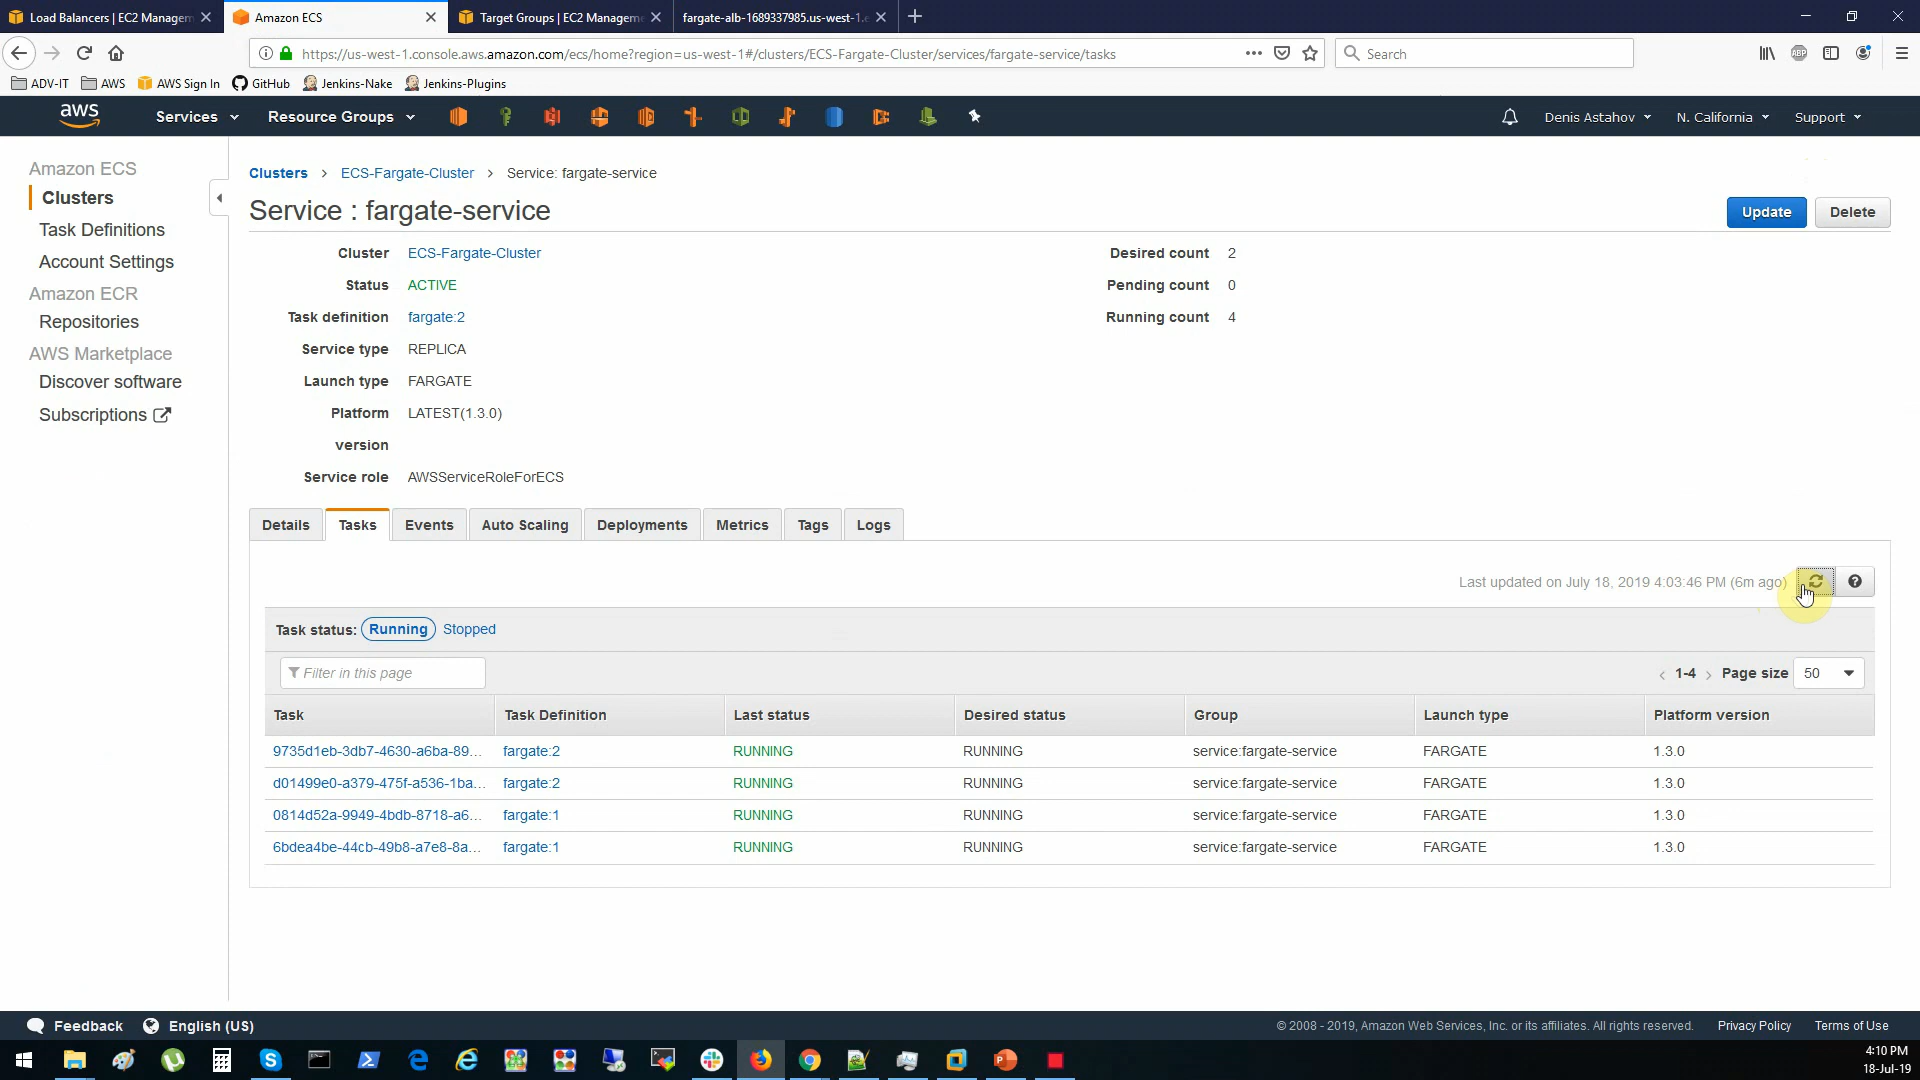 Load Balancers | EC2 Managem
Amazon ECS
Target Groups | EC2 Manageme
fargate-alb-1689337985.us-west-1.e
https://us-west-1.console.aws.amazon.com/ecs/home?region=us-west-1#/clusters/ECS-Fargate-Cluster/services/fargate-service/tasks
Search
ABP
ADV-IT
AWS
AWS Sign In
GitHub
Jenkins-Nake
Jenkins-Plugins
aws
Services
Resource Groups
Denis Astahov
N. California
Support
Amazon ECS
Clusters
Task Definitions
Account Settings
Amazon ECR
Repositories
AWS Marketplace
Discover software
Subscriptions
Clusters > ECS-Fargate-Cluster > Service: fargate-service
Service : fargate-service
Update
Delete
Cluster ECS-Fargate-Cluster
Status ACTIVE
Task definition fargate:2
Service type REPLICA
Launch type FARGATE
Platform version LATEST(1.3.0)
Service role AWSServiceRoleForECS
Desired count 2
Pending count 0
Running count 4
Details
Tasks
Events
Auto Scaling
Deployments
Metrics
Tags
Logs
Last updated on July 18, 2019 4:03:46 PM (6m ago)
Task status: Running Stopped
Filter in this page
< 1-4 > Page size 50
Task Task Definition Last status Desired status Group Launch type Platform version
9735d1eb-3db7-4630-a6ba-89... fargate:2 RUNNING RUNNING service:fargate-service FARGATE 1.3.0
d01499e0-a379-475f-a536-1ba... fargate:2 RUNNING RUNNING service:fargate-service FARGATE 1.3.0
0814d52a-9949-4bdb-8718-a6... fargate:1 RUNNING RUNNING service:fargate-service FARGATE 1.3.0
6bdea4be-44cb-49b8-a7e8-8a... fargate:1 RUNNING RUNNING service:fargate-service FARGATE 1.3.0
Feedback
English (US)
© 2008 - 2019, Amazon Web Services, Inc. or its affiliates. All rights reserved.
Privacy Policy
Terms of Use
4:10 PM
18-Jul-19